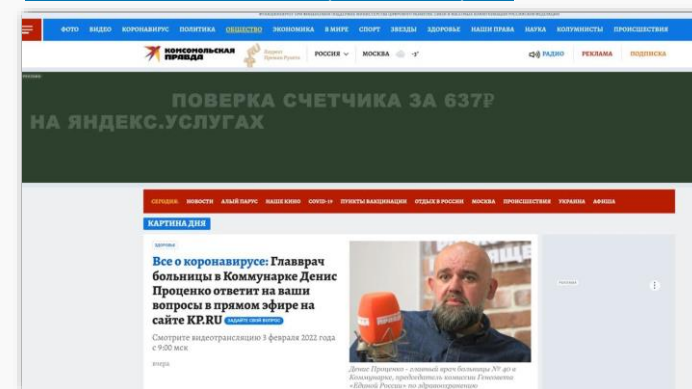 ФОТО ВИДЕО КОРОНАВИРУС ПОЛИТИКА ОБЩЕСТВО ЭКОНОМИКА В МИРЕ СПОРТ ЗВЕЗДЫ ЗДОРОВЬЕ НАШИ ПРАВА НАУКА КОЛУМНИСТЫ ПРОИСШЕСТВИЯ
КОМСОМОЛЬСКАЯ ПРАВДА
РОССИЯ МОСКВА -3° РАДИО РЕКЛАМА ПОДПИСКА
РЕКЛАМА
ПОВЕРКА СЧЕТЧИКА ЗА 637₽
НА ЯНДЕКС.УСЛУГАХ
СЕГОДНЯ: НОВОСТИ АЛЫЙ ПАРУС НАШЕ КИНО COVID-19 ПУНКТЫ ВАКЦИНАЦИИ ОТДЫХ В РОССИИ МОСКВА ПРОИСШЕСТВИЯ УКРАИНА АФИША
КАРТИНА ДНЯ
ЗДОРОВЬЕ
Все о коронавирусе: Главврач
больницы в Коммунарке Денис
Проценко ответит на ваши
вопросы в прямом эфире на
сайте KP.RU ЗАДАЙТЕ СВОЙ ВОПРОС
Смотрите видеотрансляцию 3 февраля 2022 года
с 9:00 мск
вчера
Денис Проценко - главный врач больницы № 40 в
Коммунарке, председатель комиссии Генсовета
«Единой России» по здравоохранению
РЕКЛАМА